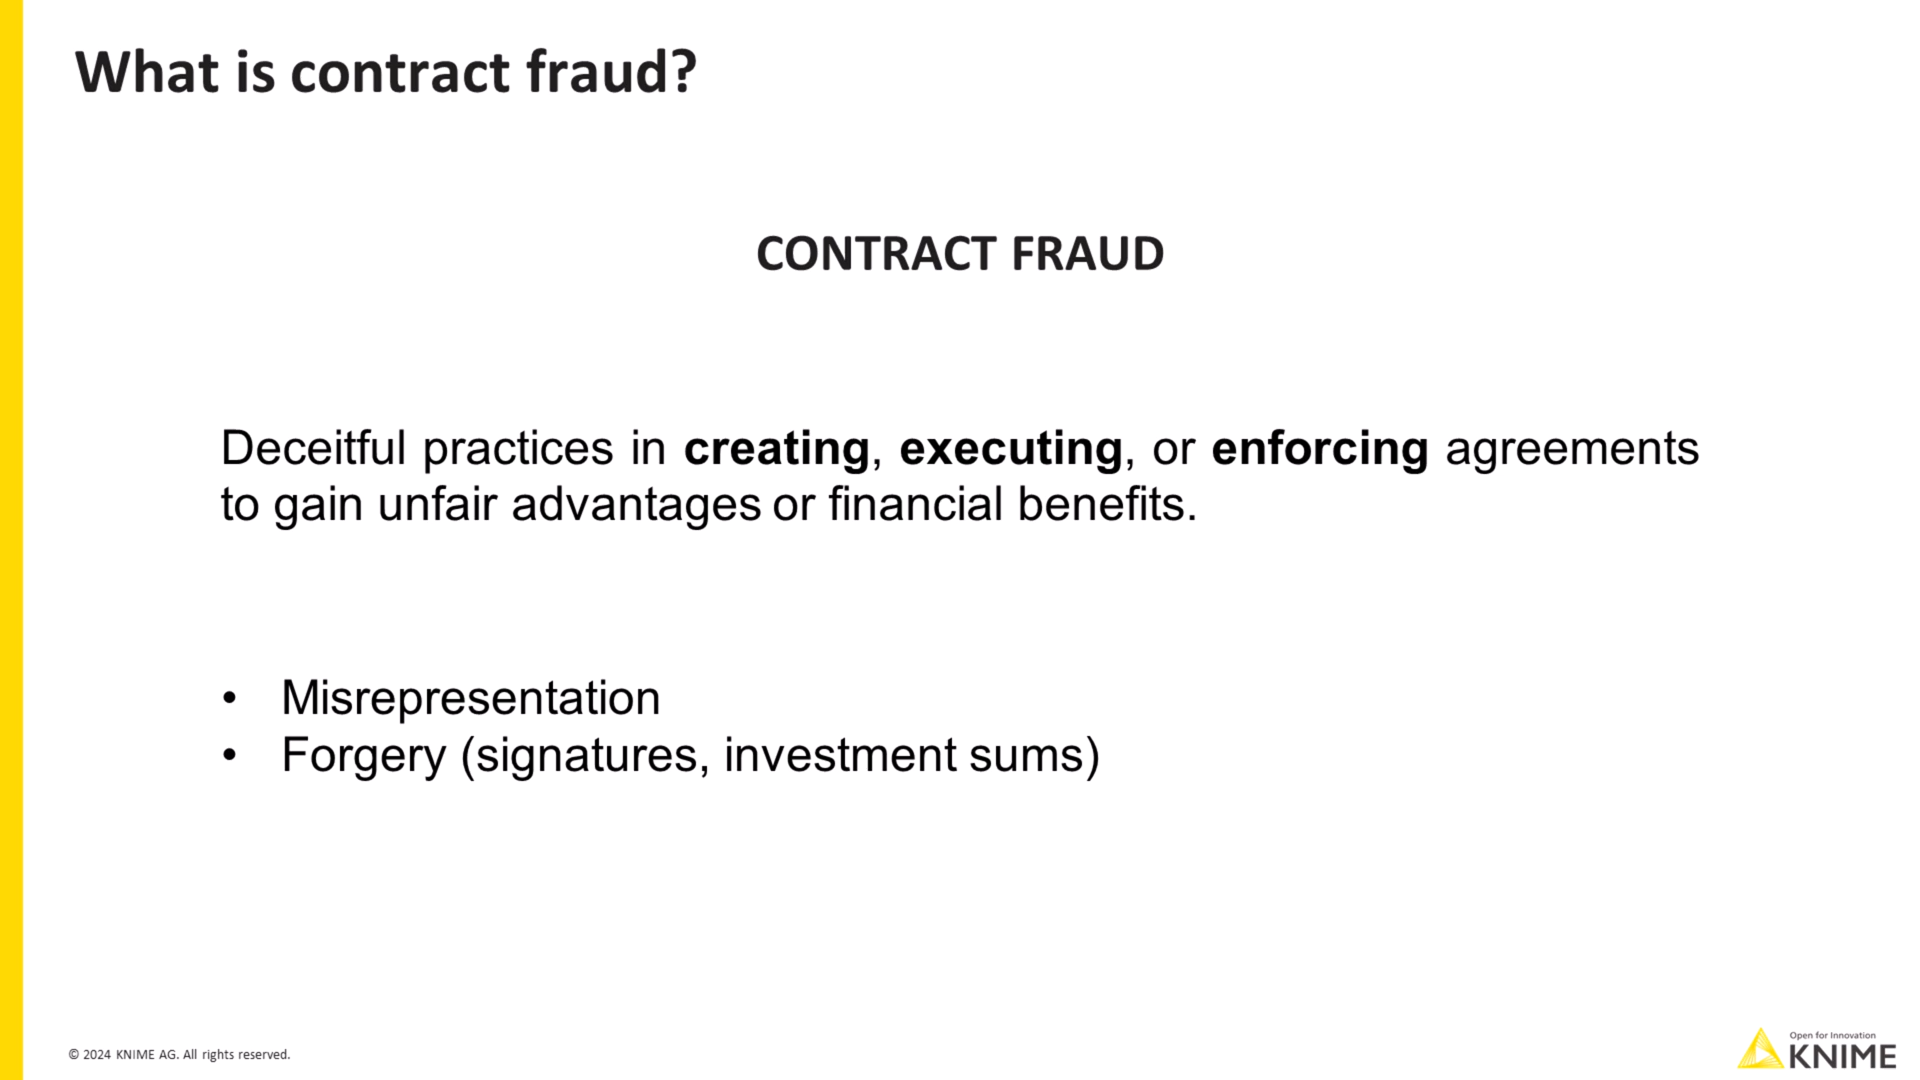 What is contract fraud?
CONTRACT FRAUD
Deceitful practices in creating, executing, or enforcing agreements
to gain unfair advantages or financial benefits.
• Misrepresentation
• Forgery (signatures, investment sums)
© 2024 KNIME AG. All rights reserved.
Open for Innovation
KNIME